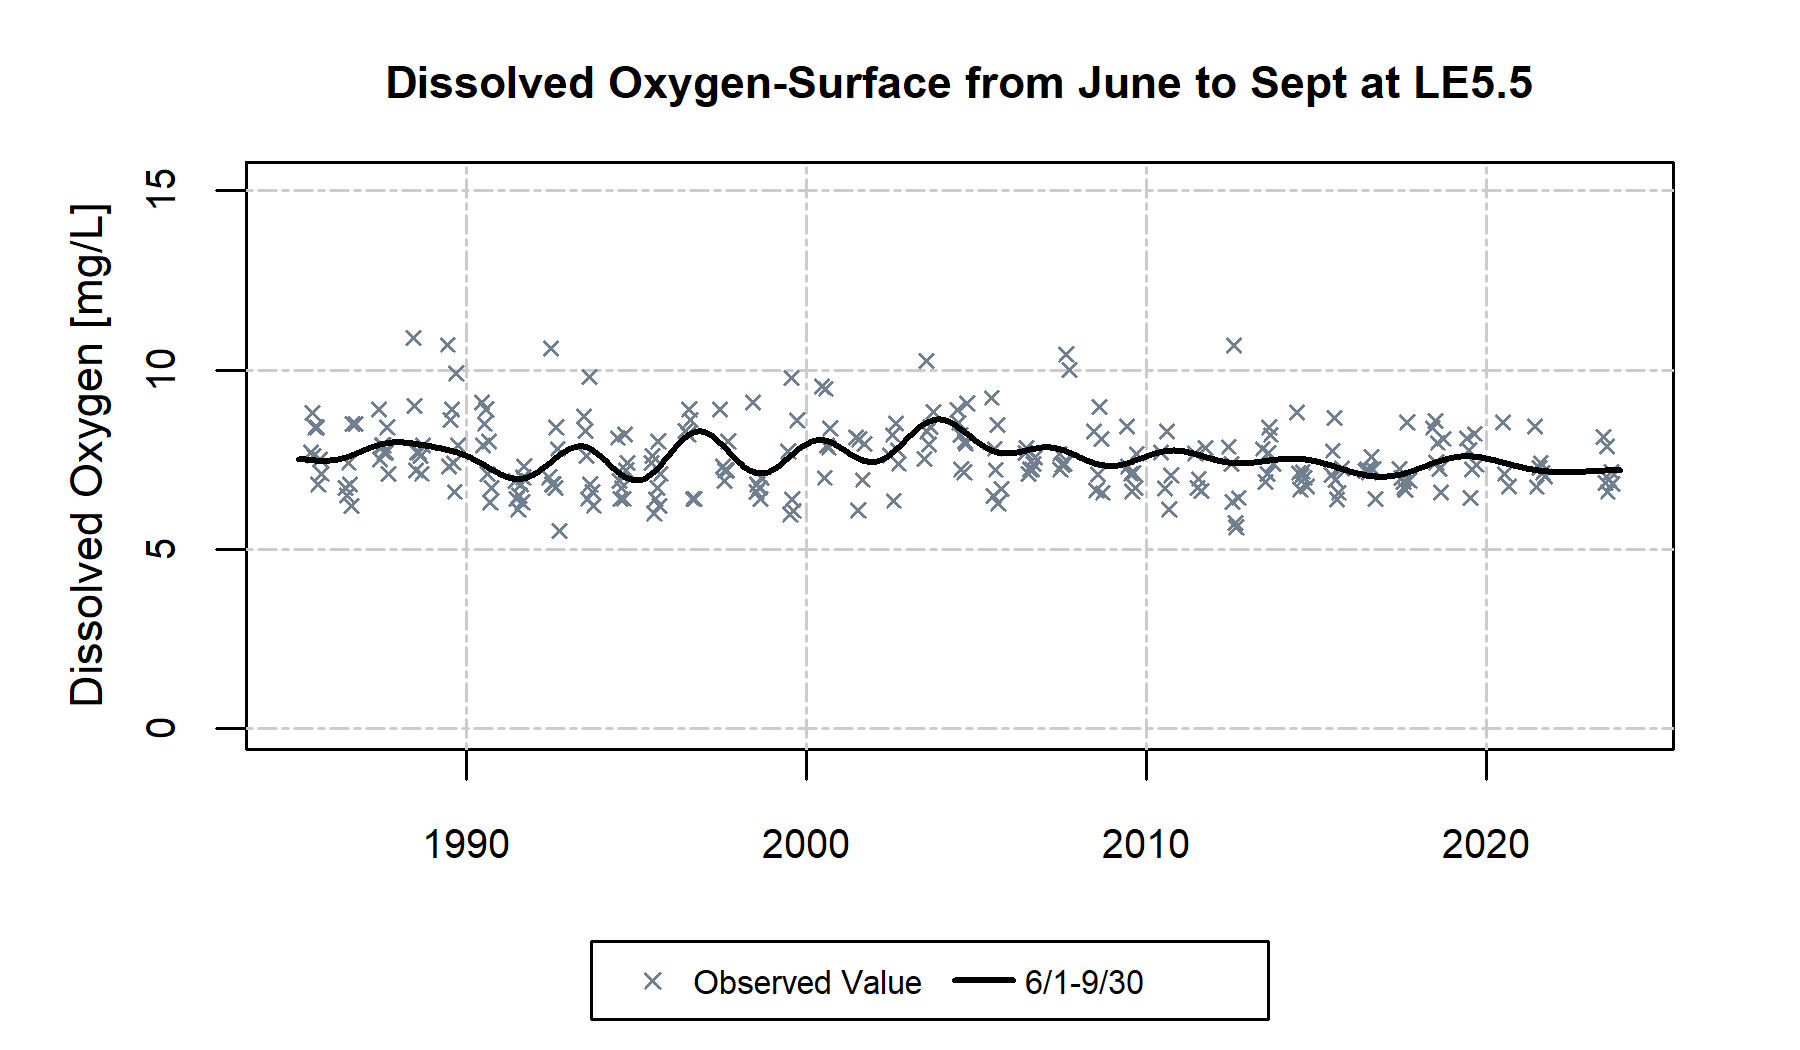 Dissolved Oxygen-Surface from June to Sept at LE5.5
Dissolved Oxygen [mg/L]
15
10
5
0
1990 2000 2010 2020
Observed Value 6/1-9/30